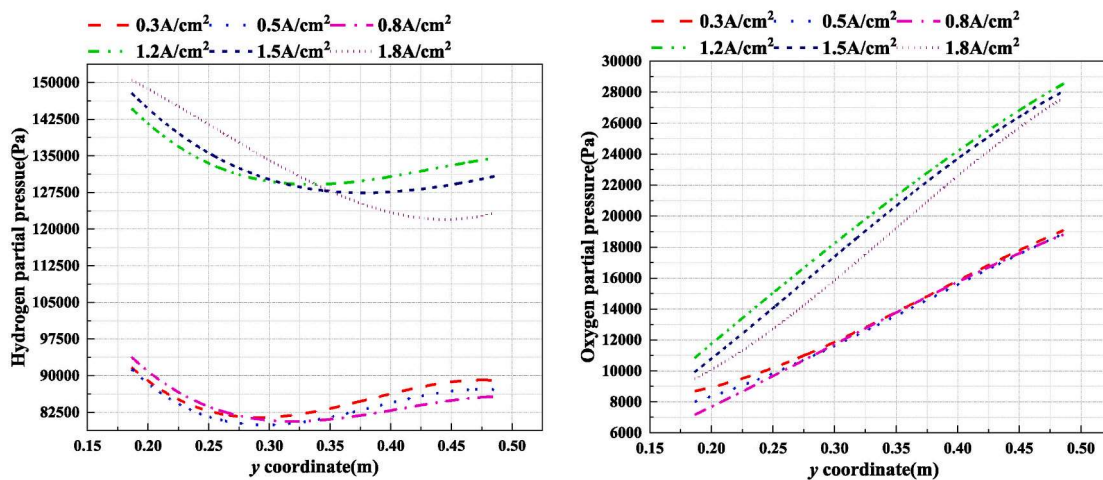 0.3A/cm² 0.5A/cm² 0.8A/cm²
1.2A/cm² 1.5A/cm² 1.8A/cm²
Hydrogen partial pressue(Pa)
150000
142500
135000
127500
120000
112500
105000
97500
90000
82500
0.15 0.20 0.25 0.30 0.35 0.40 0.45 0.50
y coordinate(m)
0.3A/cm² 0.5A/cm² 0.8A/cm²
1.2A/cm² 1.5A/cm² 1.8A/cm²
Oxygen partial pressure(Pa)
30000
28000
26000
24000
22000
20000
18000
16000
14000
12000
10000
8000
6000
0.15 0.20 0.25 0.30 0.35 0.40 0.45 0.50
y coordinate(m)